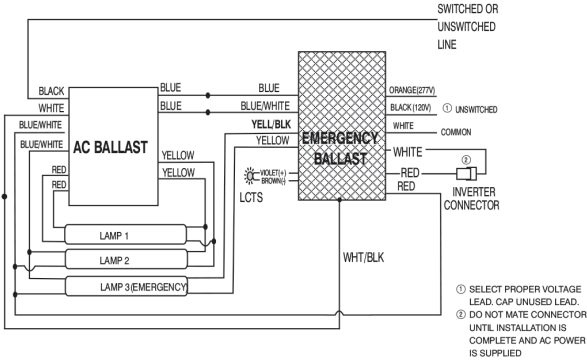 SWITCHED OR
UNSWITCHED
LINE
BLACK
WHITE
BLUE/WHITE
BLUE/WHITE
RED
RED
AC BALLAST
BLUE
BLUE
YELLOW
YELLOW
BLUE
BLUE/WHITE
YELL/BLK
YELLOW
EMERGENCY
BALLAST
VIOLET(+)
BROWN(-)
LCTS
ORANGE(277V)
BLACK (120V) ① UNSWITCHED
WHITE COMMON
WHITE
②
RED
RED
INVERTER
CONNECTOR
LAMP 1
LAMP 2
LAMP 3(EMERGENCY)
WHT/BLK
① SELECT PROPER VOLTAGE
LEAD. CAP UNUSED LEAD.
② DO NOT MATE CONNECTOR
UNTIL INSTALLATION IS
COMPLETE AND AC POWER
IS SUPPLIED